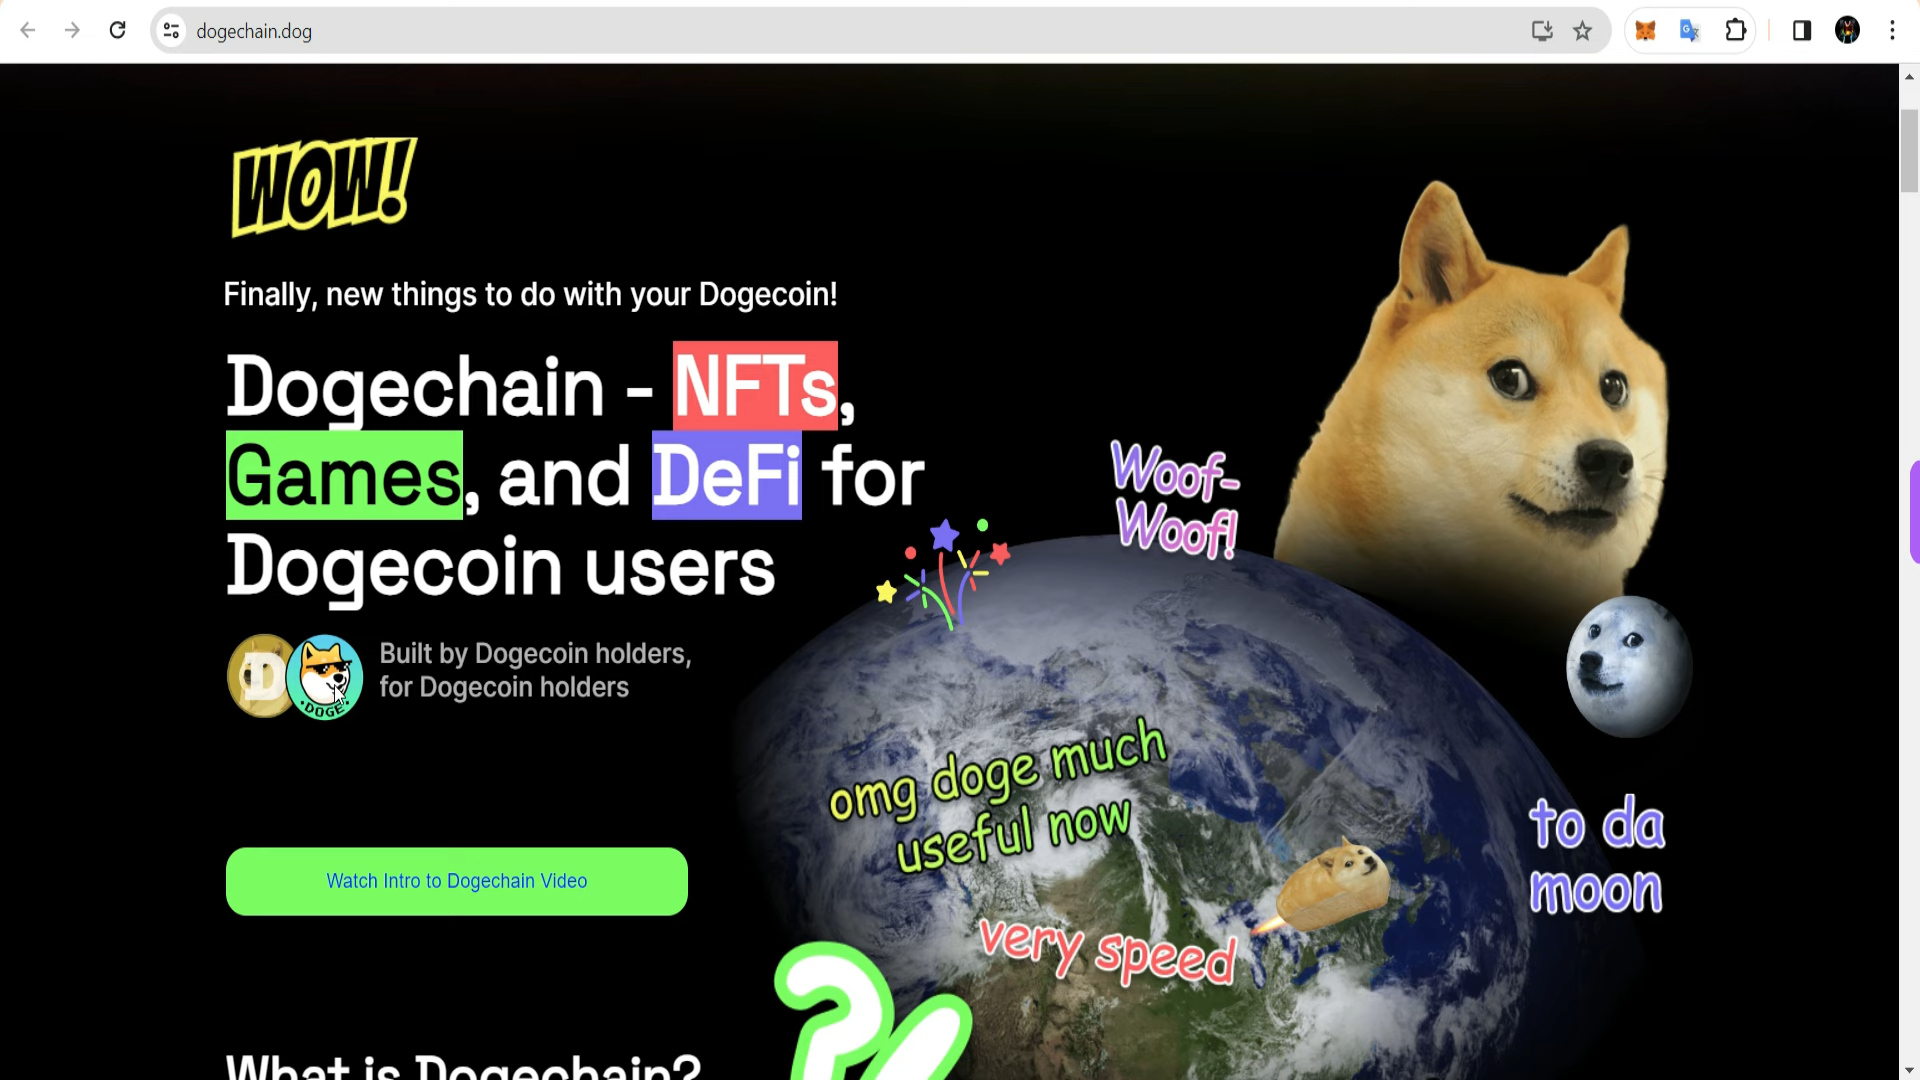 dogechain.dog
WOW!
Finally, new things to do with your Dogecoin!
Dogechain - NFTs,
Games, and DeFi for
Dogecoin users
D
DOGE
Built by Dogecoin holders,
for Dogecoin holders
Woof-
Woof!
omg doge much
useful now
to da
moon
very speed
Watch Intro to Dogechain Video
What is Dogechain?